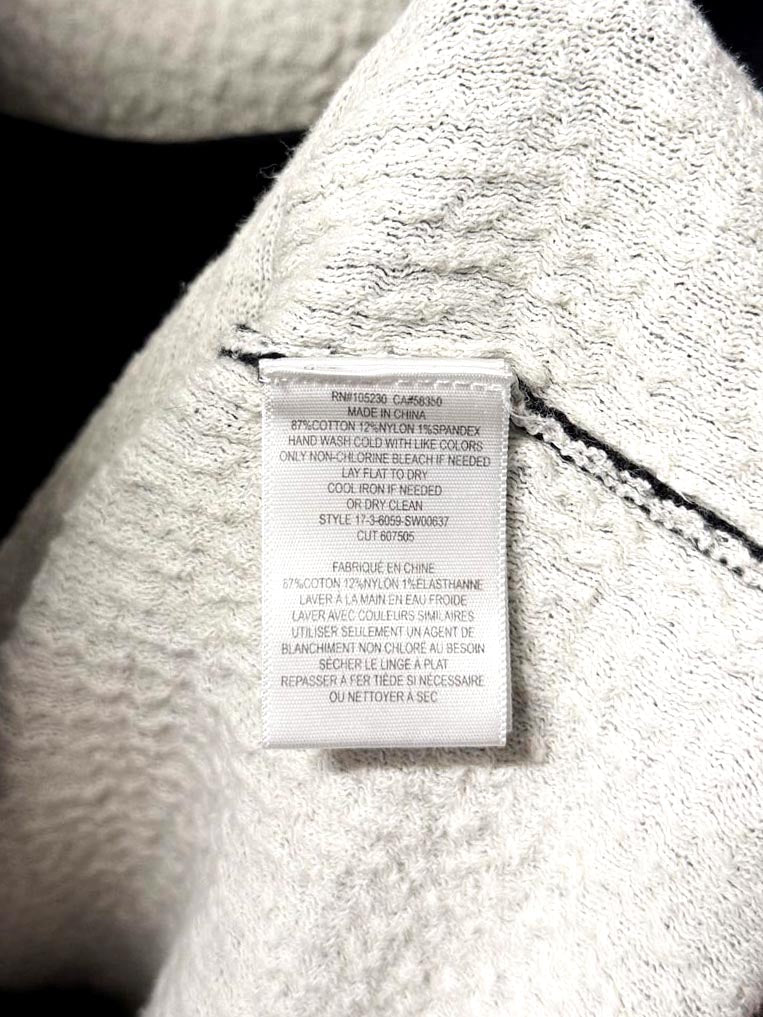 RN#105230 CA#58350
MADE IN CHINA
87%COTTON 12%NYLON 1%SPANDEX
HAND WASH COLD WITH LIKE COLORS
ONLY NON-CHLORINE BLEACH IF NEEDED
LAY FLAT TO DRY
COOL IRON IF NEEDED
OR DRY CLEAN
STYLE 17-3-6059-SW00637
CUT 607505
FABRIQUÉ EN CHINE
87%COTON 12%NYLON 1%ÉLASTHANNE
LAVER À LA MAIN EN EAU FROIDE
LAVER AVEC COULEURS SIMILAIRES
UTILISER SEULEMENT UN AGENT DE
BLANCHIMENT NON CHLORÉ AU BESOIN
SÉCHER LE LINGE À PLAT
REPASSER À FER TIÈDE SI NÉCESSAIRE
OU NETTOYER À SEC